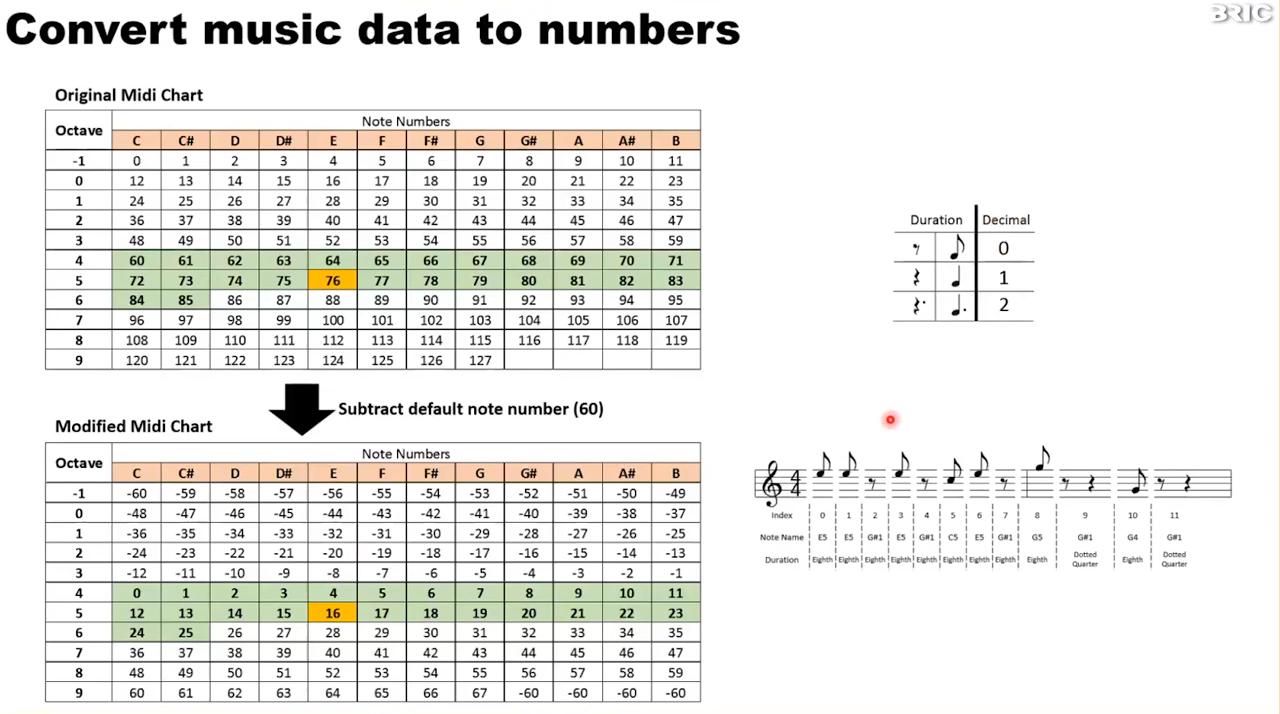 BRIC
Convert music data to numbers
Original Midi Chart
Octave Note Numbers
C C# D D# E F F# G G# A A# B
-1 0 1 2 3 4 5 6 7 8 9 10 11
0 12 13 14 15 16 17 18 19 20 21 22 23
1 24 25 26 27 28 29 30 31 32 33 34 35
2 36 37 38 39 40 41 42 43 44 45 46 47
3 48 49 50 51 52 53 54 55 56 57 58 59
4 60 61 62 63 64 65 66 67 68 69 70 71
5 72 73 74 75 76 77 78 79 80 81 82 83
6 84 85 86 87 88 89 90 91 92 93 94 95
7 96 97 98 99 100 101 102 103 104 105 106 107
8 108 109 110 111 112 113 114 115 116 117 118 119
9 120 121 122 123 124 125 126 127
Subtract default note number (60)
Modified Midi Chart
Octave Note Numbers
C C# D D# E F F# G G# A A# B
-1 -60 -59 -58 -57 -56 -55 -54 -53 -52 -51 -50 -49
0 -48 -47 -46 -45 -44 -43 -42 -41 -40 -39 -38 -37
1 -36 -35 -34 -33 -32 -31 -30 -29 -28 -27 -26 -25
2 -24 -23 -22 -21 -20 -19 -18 -17 -16 -15 -14 -13
3 -12 -11 -10 -9 -8 -7 -6 -5 -4 -3 -2 -1
4 0 1 2 3 4 5 6 7 8 9 10 11
5 12 13 14 15 16 17 18 19 20 21 22 23
6 24 25 26 27 28 29 30 31 32 33 34 35
7 36 37 38 39 40 41 42 43 44 45 46 47
8 48 49 50 51 52 53 54 55 56 57 58 59
9 60 61 62 63 64 65 66 67 -60 -60 -60 -60
Duration Decimal
0
1
2
4
4
Index 0 1 2 3 4 5 6 7 8 9 10 11
Note Name E5 E5 G#1 E5 G#1 C5 E5 G#1 G5 G#1 G4 G#1
Duration Eighth Eighth Eighth Eighth Eighth Eighth Eighth Eighth Eighth Dotted Quarter Eighth Dotted Quarter